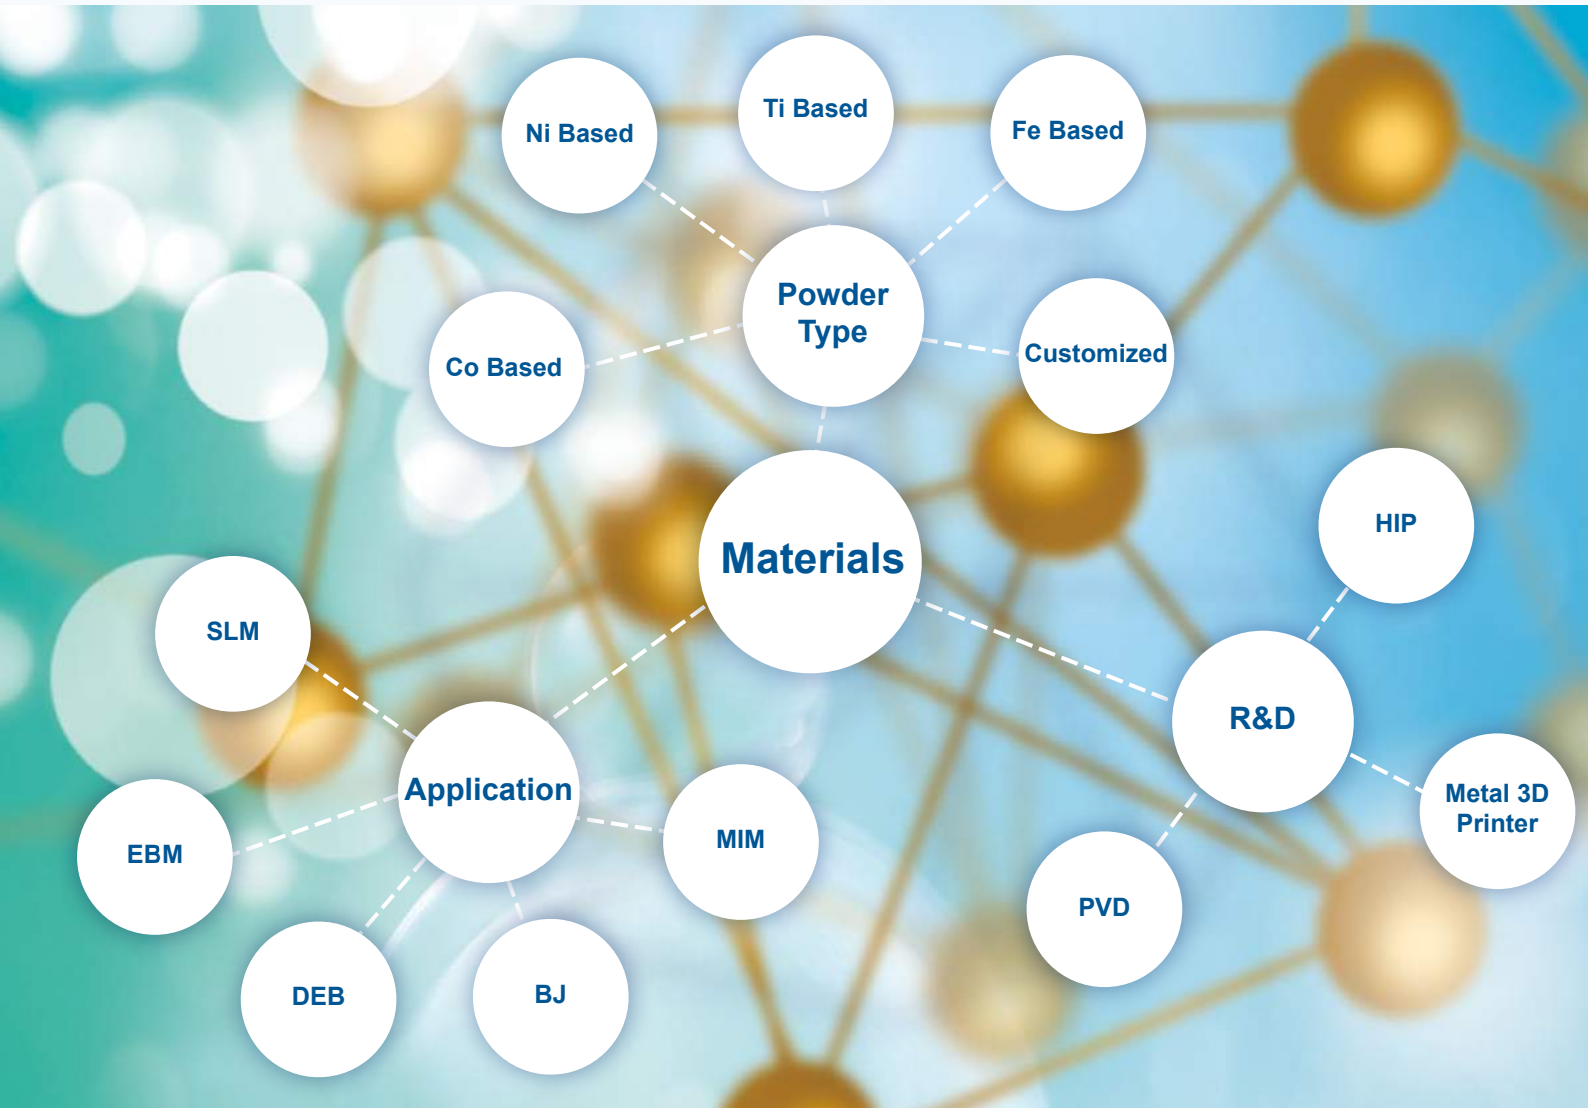 Ti Based
Ni Based
Fe Based
Powder
Type
Customized
Co Based
Materials
HIP
SLM
R&D
Application
Metal 3D
Printer
MIM
EBM
PVD
DEB
BJ